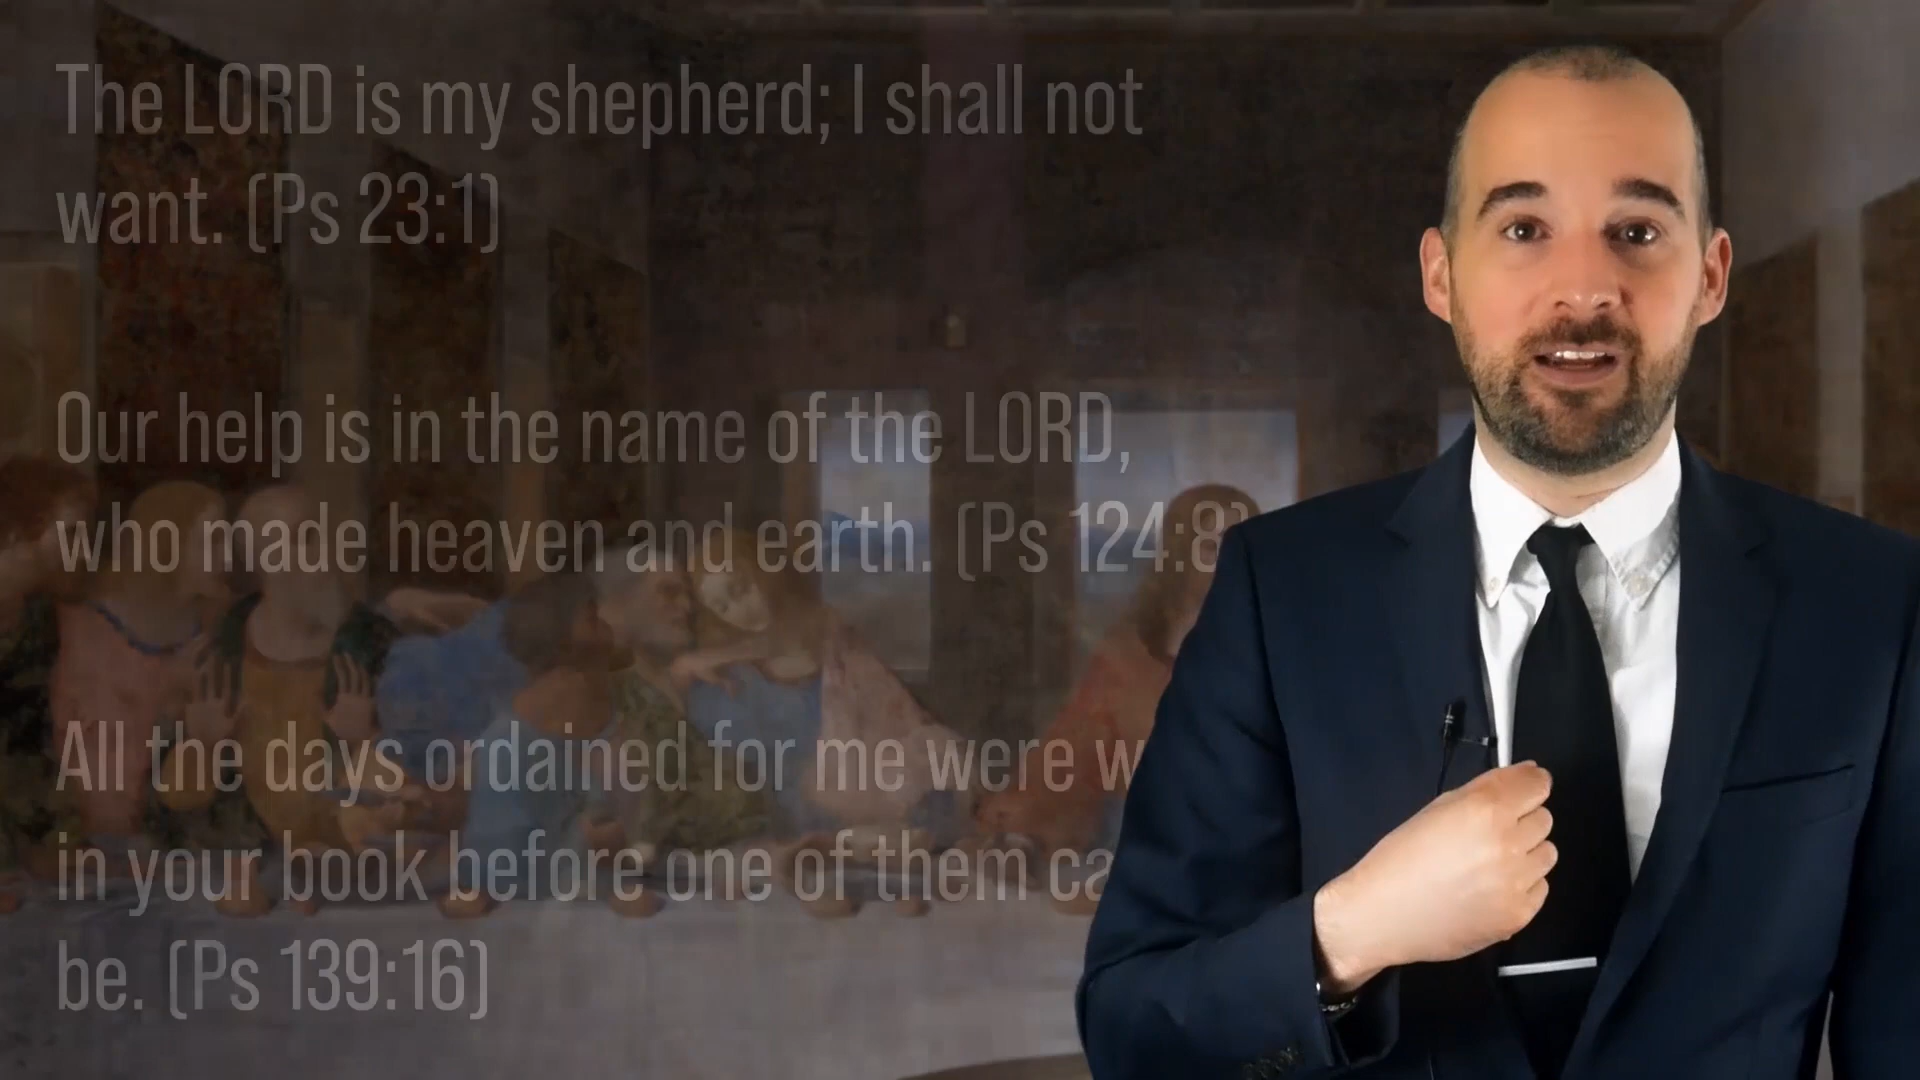 The LORD is my shepherd; I shall not
want. (Ps 23:1)
Our help is in the name of the LORD,
who made heaven and earth. (Ps 124:8)
All the days ordained for me were
in your book before one of them
be. (Ps 139:16)